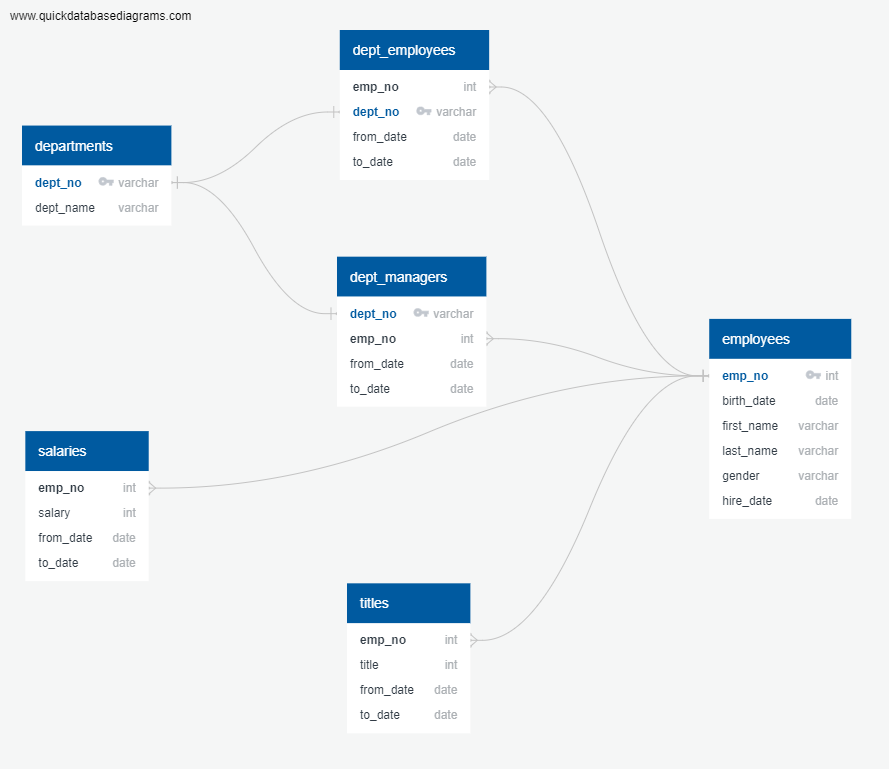 www.quickdatabasediagrams.com
dept_employees
emp_no int
dept_no varchar
from_date date
to_date date
departments
dept_no varchar
dept_name varchar
dept_managers
dept_no varchar
emp_no int
from_date date
to_date date
employees
emp_no int
birth_date date
first_name varchar
last_name varchar
gender varchar
hire_date date
salaries
emp_no int
salary int
from_date date
to_date date
titles
emp_no int
title int
from_date date
to_date date